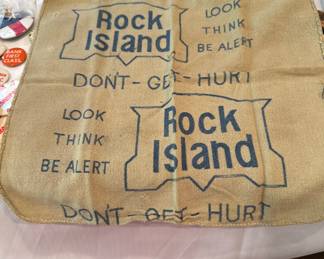 Rock
Island
LOOK
THINK
BE ALERT
DON'T-GET-HURT
LOOK
THINK
BE ALERT
Rock
Island
DON'T-GET-HURT